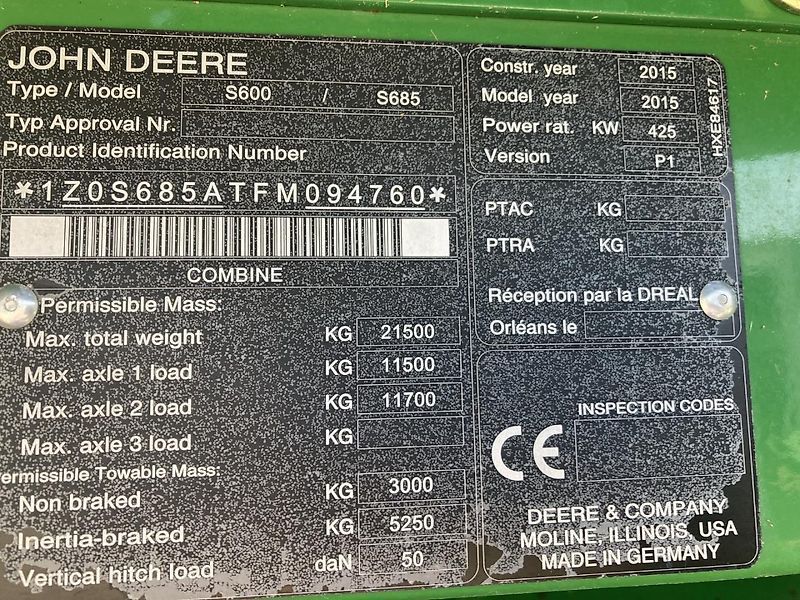 JOHN DEERE
Type / Model S600 / S685
Typ Approval Nr.
Product Identification Number
*1Z0S685ATFM094760*
COMBINE
Permissible Mass:
Max. total weight KG 21500
Max. axle 1 load KG 11500
Max. axle 2 load KG 11700
Max. axle 3 load KG
ermissible Towable Mass:
Non braked KG 3000
Inertia-braked KG 5250
Vertical hitch load daN 50
Constr. year 2015
Model year 2015
Power rat. KW 425
Version P1
HXE84617
PTAC KG
PTRA KG
Réception par la DREAL
Orléans le
INSPECTION CODES
CE
DEERE & COMPANY
MOLINE, ILLINOIS, USA
MADE IN GERMANY